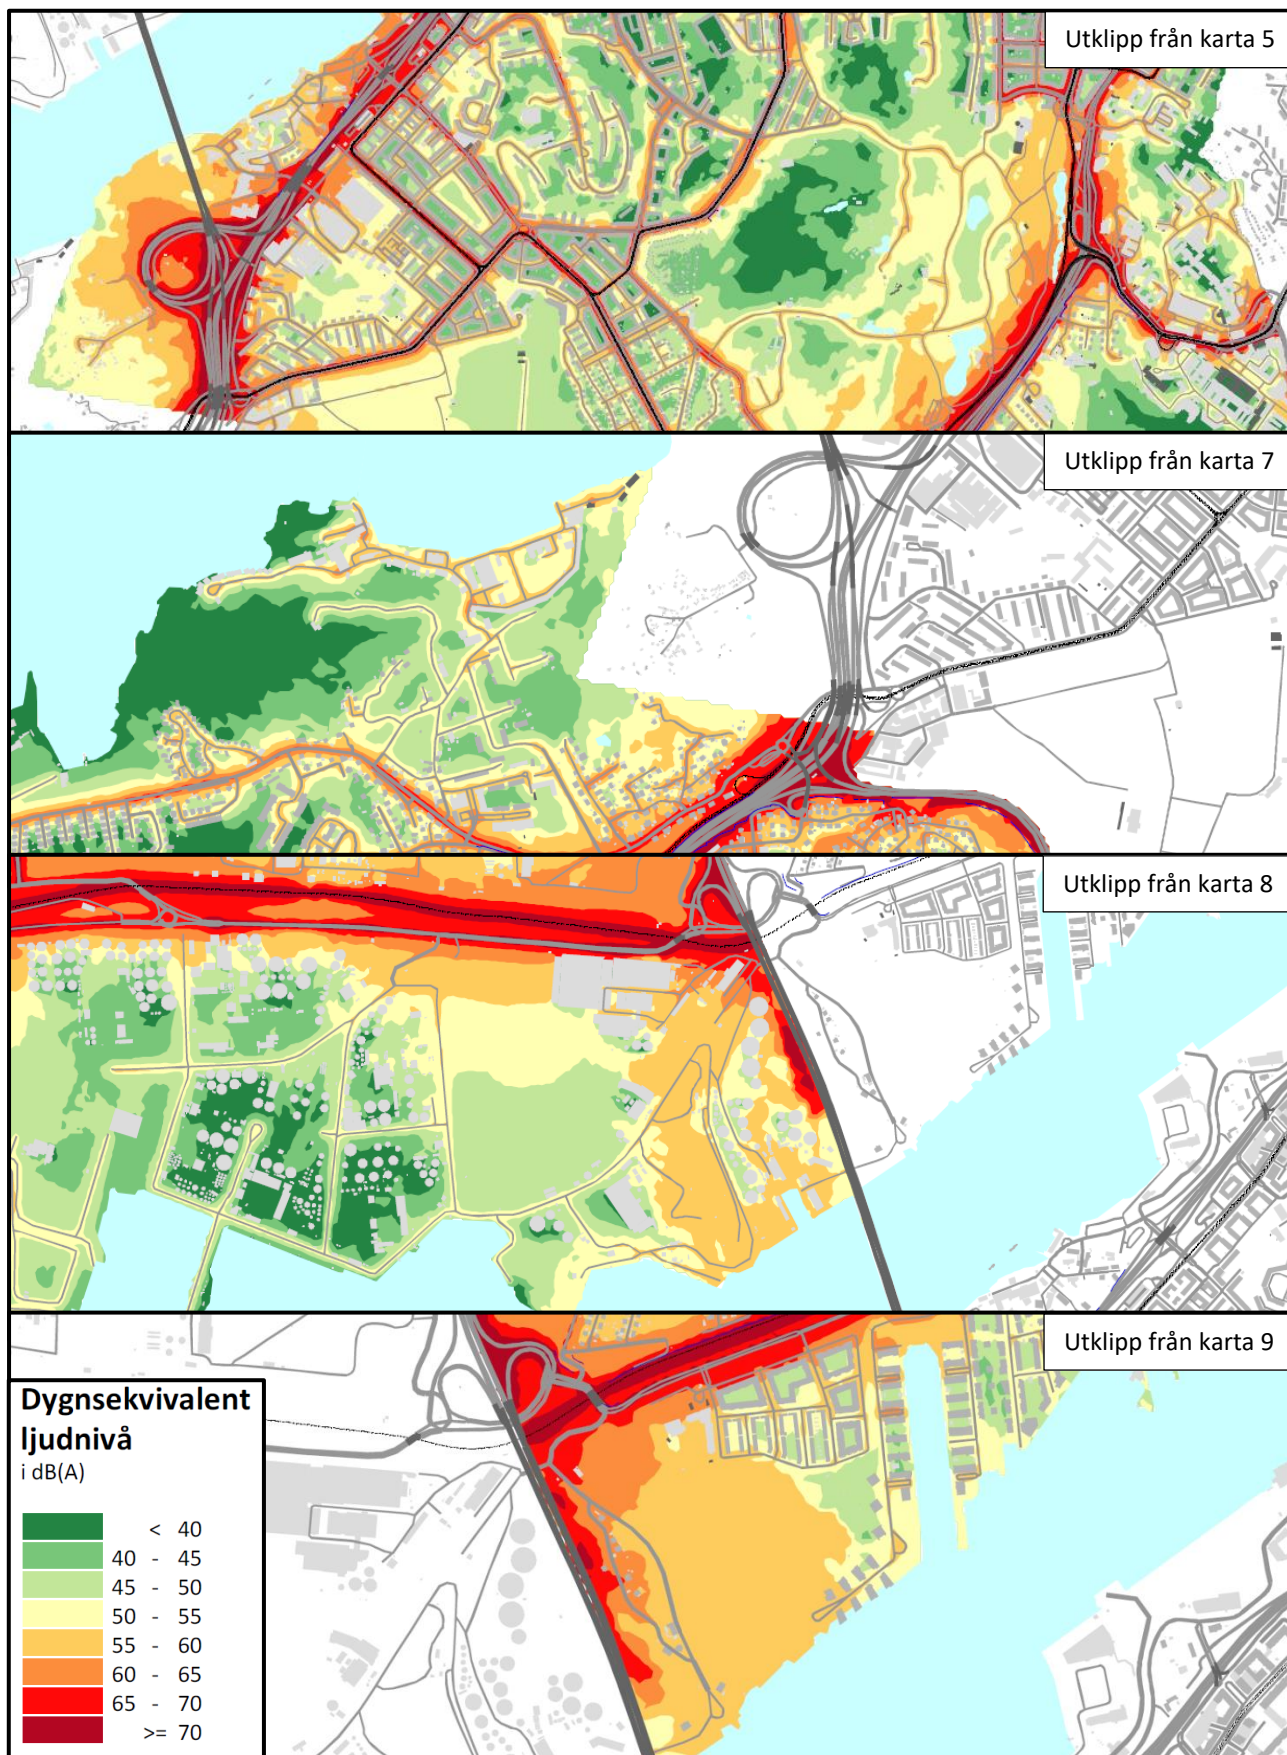 Utklipp från karta 5
Utklipp från karta 7
Utklipp från karta 8
Utklipp från karta 9
Dygnsekvivalent
ljudnivå
i dB(A)
< 40
40 - 45
45 - 50
50 - 55
55 - 60
60 - 65
65 - 70
>= 70